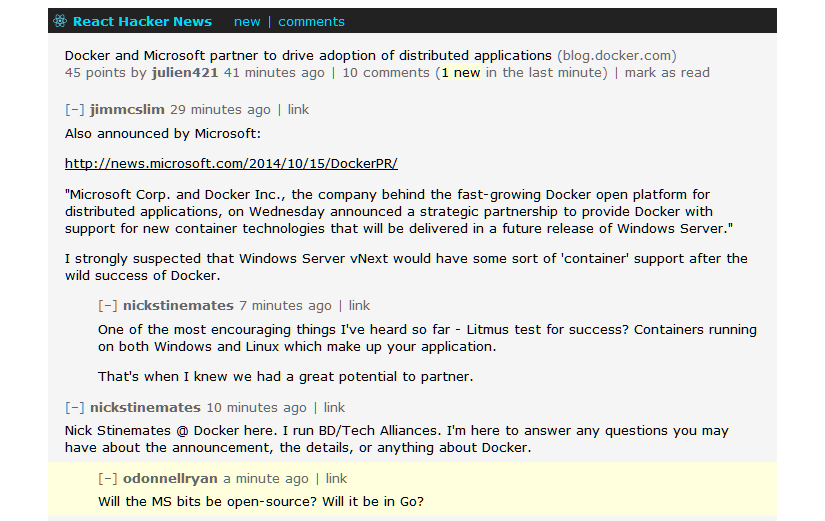 React Hacker News new | comments
Docker and Microsoft partner to drive adoption of distributed applications (blog.docker.com)
45 points by julien421 41 minutes ago | 10 comments (1 new in the last minute) | mark as read
[–] jimmcslim 29 minutes ago | link
Also announced by Microsoft:
http://news.microsoft.com/2014/10/15/DockerPR/
"Microsoft Corp. and Docker Inc., the company behind the fast-growing Docker open platform for
distributed applications, on Wednesday announced a strategic partnership to provide Docker with
support for new container technologies that will be delivered in a future release of Windows Server."
I strongly suspected that Windows Server vNext would have some sort of 'container' support after the
wild success of Docker.
[–] nickstinemates 7 minutes ago | link
One of the most encouraging things I've heard so far - Litmus test for success? Containers running
on both Windows and Linux which make up your application.
That's when I knew we had a great potential to partner.
[–] nickstinemates 10 minutes ago | link
Nick Stinemates @ Docker here. I run BD/Tech Alliances. I'm here to answer any questions you may
have about the announcement, the details, or anything about Docker.
[–] odonnellryan a minute ago | link
Will the MS bits be open-source? Will it be in Go?